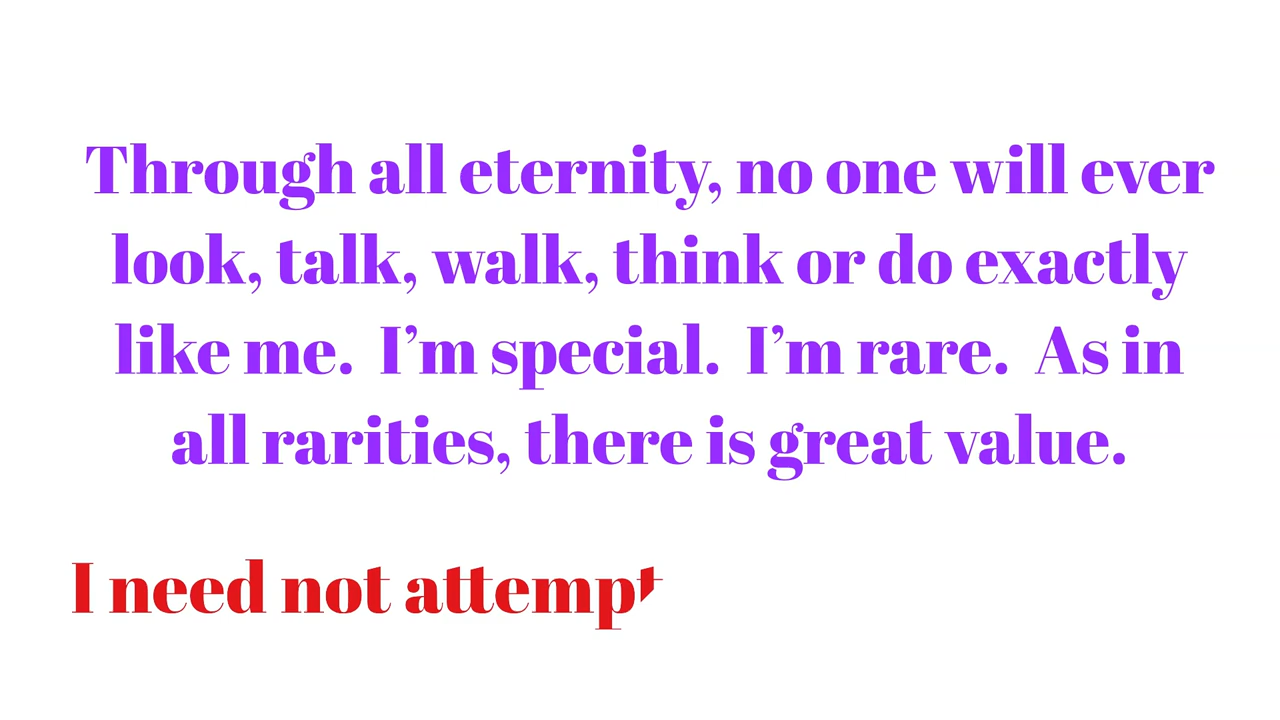 Through all eternity, no one will ever
look, talk, walk, think or do exactly
like me.  I’m special.  I’m rare.  As in
all rarities, there is great value.
I need not attempt